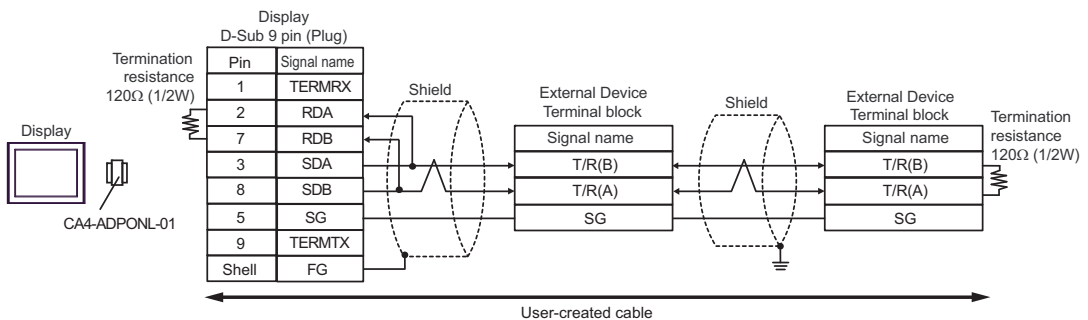 Display
D-Sub 9 pin (Plug)
Termination
resistance
120Ω (1/2W)
Pin Signal name
1 TERMRX
2 RDA
7 RDB
3 SDA
8 SDB
5 SG
9 TERMTX
Shell FG
Display
CA4-ADPONL-01
Shield
External Device
Terminal block
Signal name
T/R(B)
T/R(A)
SG
Shield
External Device
Terminal block
Signal name
T/R(B)
T/R(A)
SG
Termination
resistance
120Ω (1/2W)
User-created cable